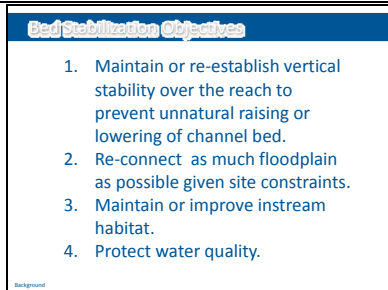 Bed Stabilization Objectives
1. Maintain or re-establish vertical
stability over the reach to
prevent unnatural raising or
lowering of channel bed.
2. Re-connect as much floodplain
as possible given site constraints.
3. Maintain or improve instream
habitat.
4. Protect water quality.
Background